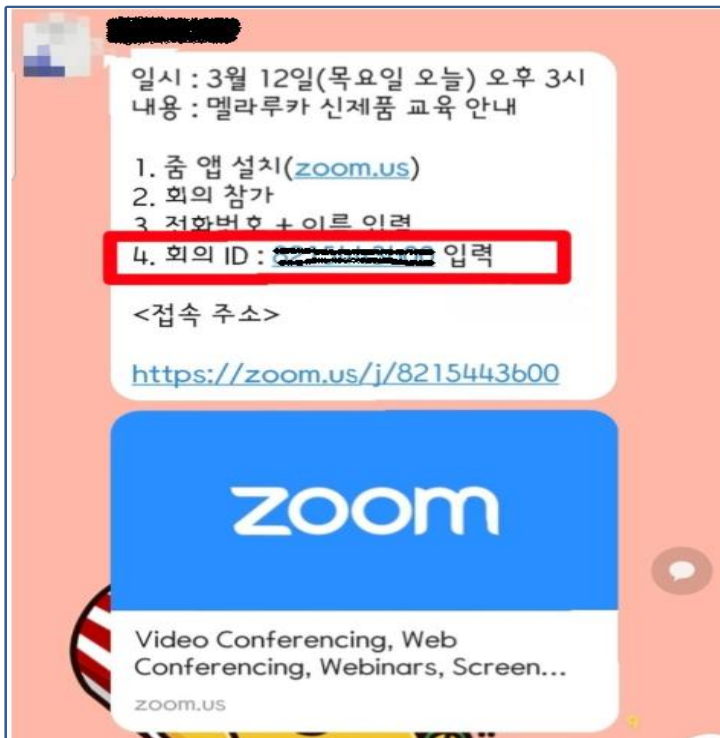 일시 : 3월 12일(목요일 오늘) 오후 3시
내용 : 멜라루카 신제품 교육 안내
1. 줌 앱 설치(zoom.us)
2. 회의 참가
3. 전화번호 + 이름 입력
4. 회의 ID : 입력
<접속 주소>
https://zoom.us/j/8215443600
zoom
Video Conferencing, Web
Conferencing, Webinars, Screen...
zoom.us